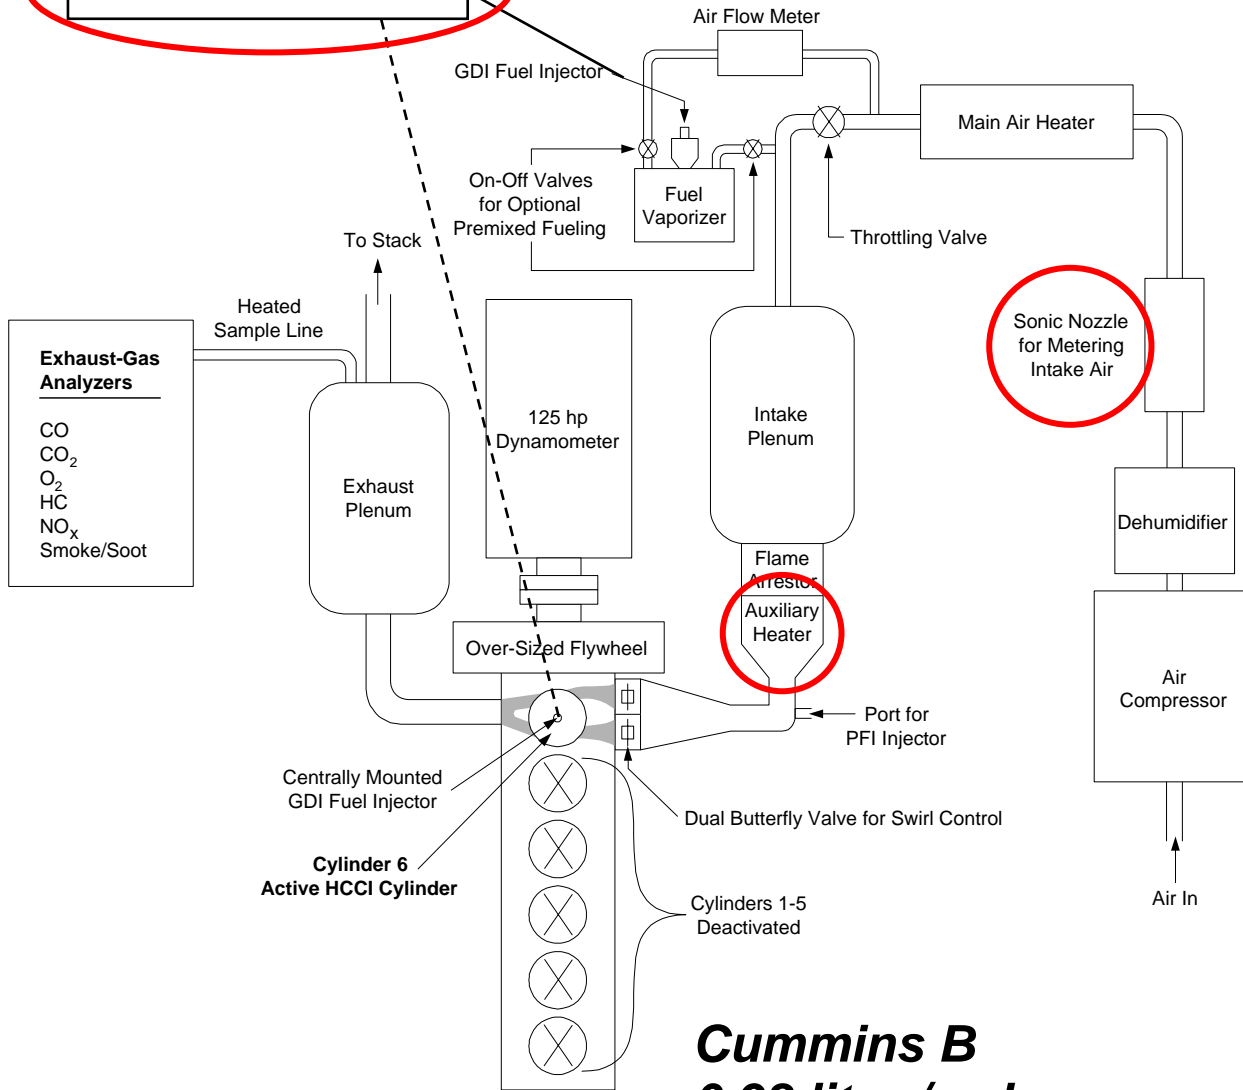 Air Flow Meter
GDI Fuel Injector
Main Air Heater
On-Off Valves
for Optional
Premixed Fueling
Fuel
Vaporizer
Throttling Valve
To Stack
Heated
Sample Line
Exhaust-Gas
Analyzers
CO
CO2
O2
HC
NOx
Smoke/Soot
Exhaust
Plenum
125 hp
Dynamometer
Intake
Plenum
Sonic Nozzle
for Metering
Intake Air
Dehumidifier
Flame
Arrestor
Auxiliary
Heater
Over-Sized Flywheel
Air
Compressor
Port for
PFI Injector
Centrally Mounted
GDI Fuel Injector
Dual Butterfly Valve for Swirl Control
Cylinder 6
Active HCCI Cylinder
Cylinders 1-5
Deactivated
Air In
Cummins B